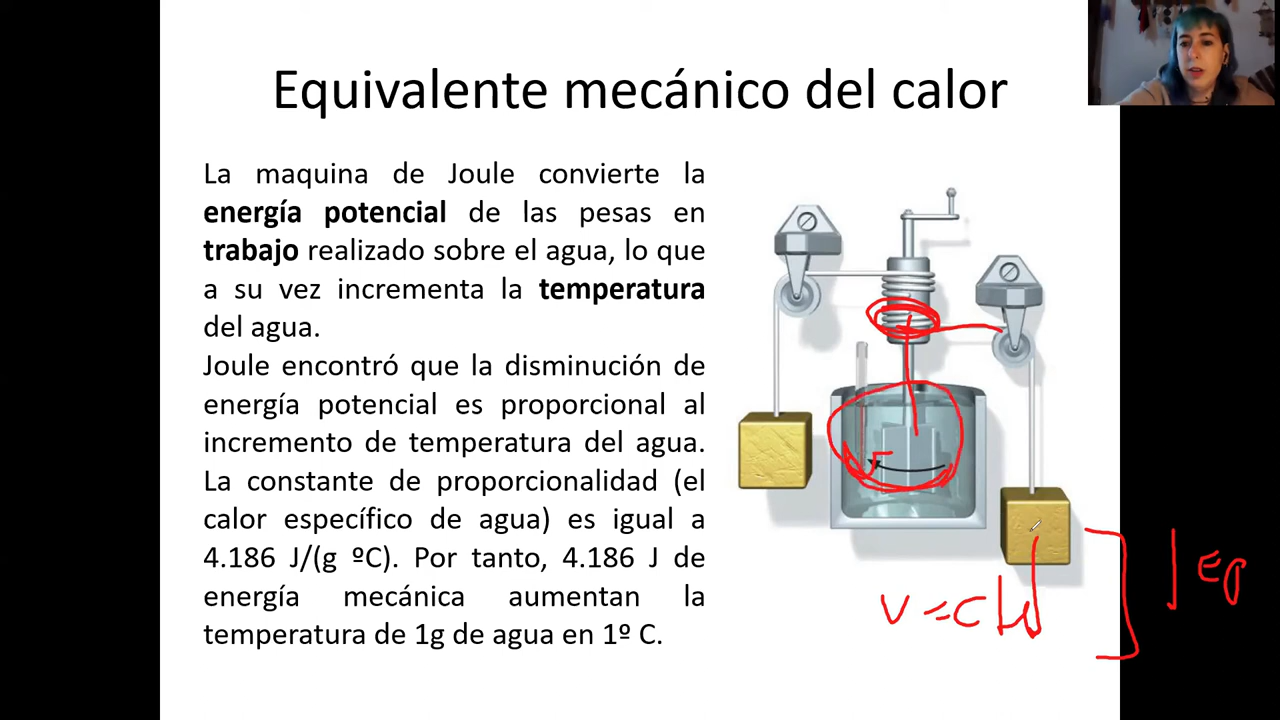 Equivalente mecánico del calor
La maquina de Joule convierte la
energía potencial de las pesas en
trabajo realizado sobre el agua, lo que
a su vez incrementa la temperatura
del agua.
Joule encontró que la disminución de
energía potencial es proporcional al
incremento de temperatura del agua.
La constante de proporcionalidad (el
calor específico de agua) es igual a
4.186 J/(g ºC). Por tanto, 4.186 J de
energía mecánica aumentan la
temperatura de 1g de agua en 1º C.
v = c